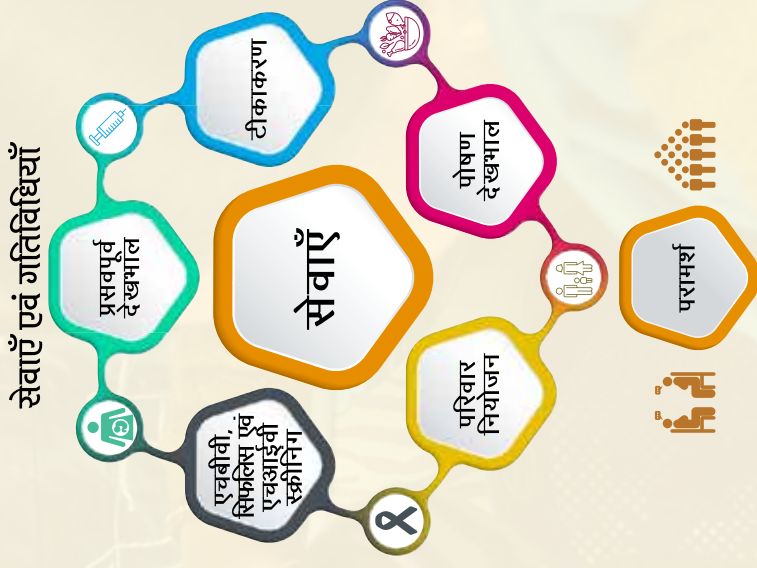 सेवाएँ एवं गतिविधियाँ
प्रसवपूर्व
देखभाल
टीकाकरण
एचबीवी,
सिफलिस एवं
एचआईवी
स्क्रीनिंग
सेवाएँ
पोषण
देखभाल
परिवार
नियोजन
परामर्श